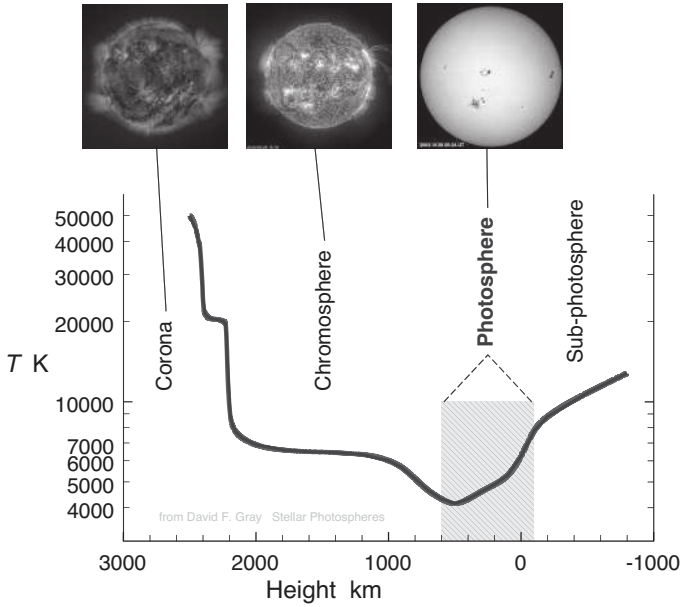 50000
40000
30000
20000
T K
10000
7000
6000
5000
4000
Corona
Chromosphere
Photosphere
Sub-photosphere
from David F. Gray Stellar Photospheres
3000 2000 1000 0 -1000
Height km